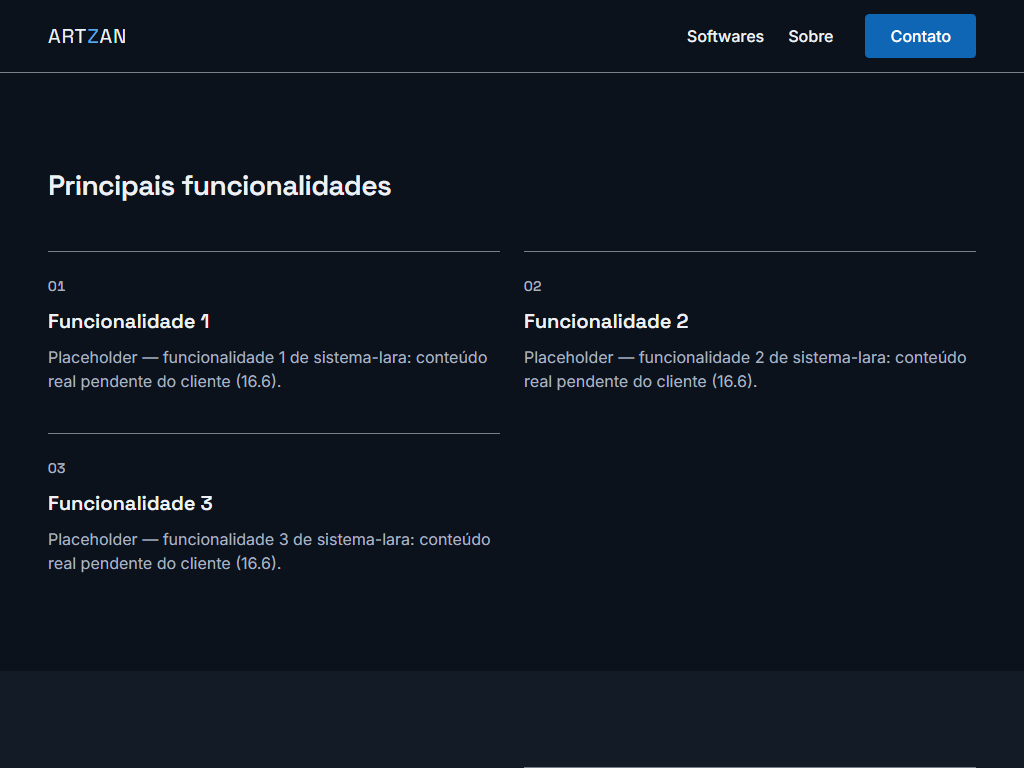 ARTZAN
Softwares
Sobre
Contato
Principais funcionalidades
01
Funcionalidade 1
Placeholder — funcionalidade 1 de sistema-lara: conteúdo
real pendente do cliente (16.6).
02
Funcionalidade 2
Placeholder — funcionalidade 2 de sistema-lara: conteúdo
real pendente do cliente (16.6).
03
Funcionalidade 3
Placeholder — funcionalidade 3 de sistema-lara: conteúdo
real pendente do cliente (16.6).